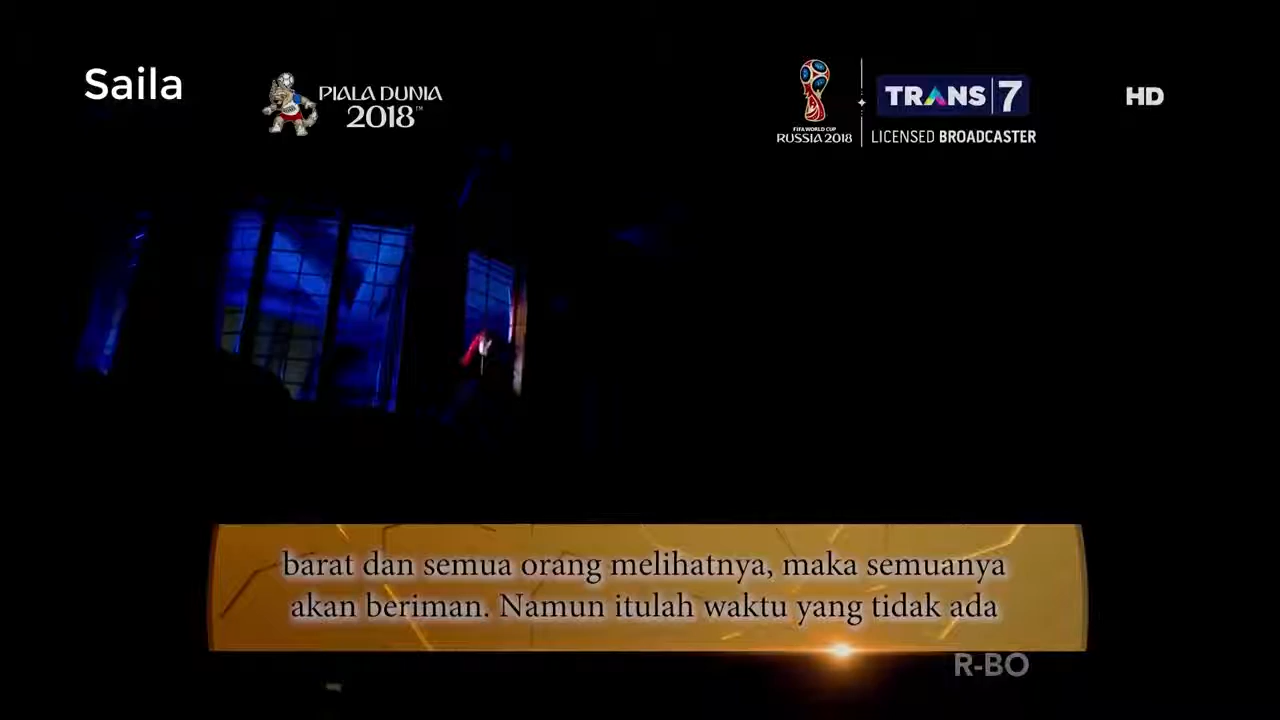 Saila
PIALA DUNIA
2018™
FIFA WORLD CUP
RUSSIA 2018
TRANS|7
LICENSED BROADCASTER
HD
barat dan semua orang melihatnya, maka semuanya
akan beriman. Namun itulah waktu yang tidak ada
R-BO